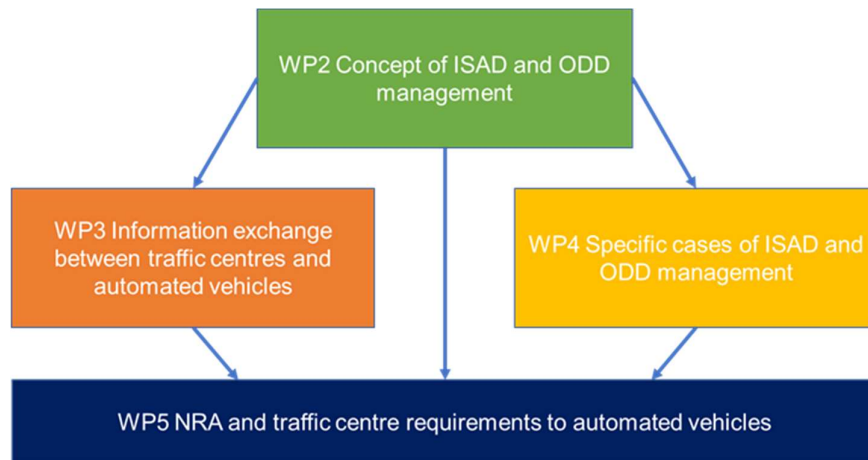 WP2 Concept of ISAD and ODD
management
WP3 Information exchange
between traffic centres and
automated vehicles
WP4 Specific cases of ISAD and
ODD management
WP5 NRA and traffic centre requirements to automated vehicles